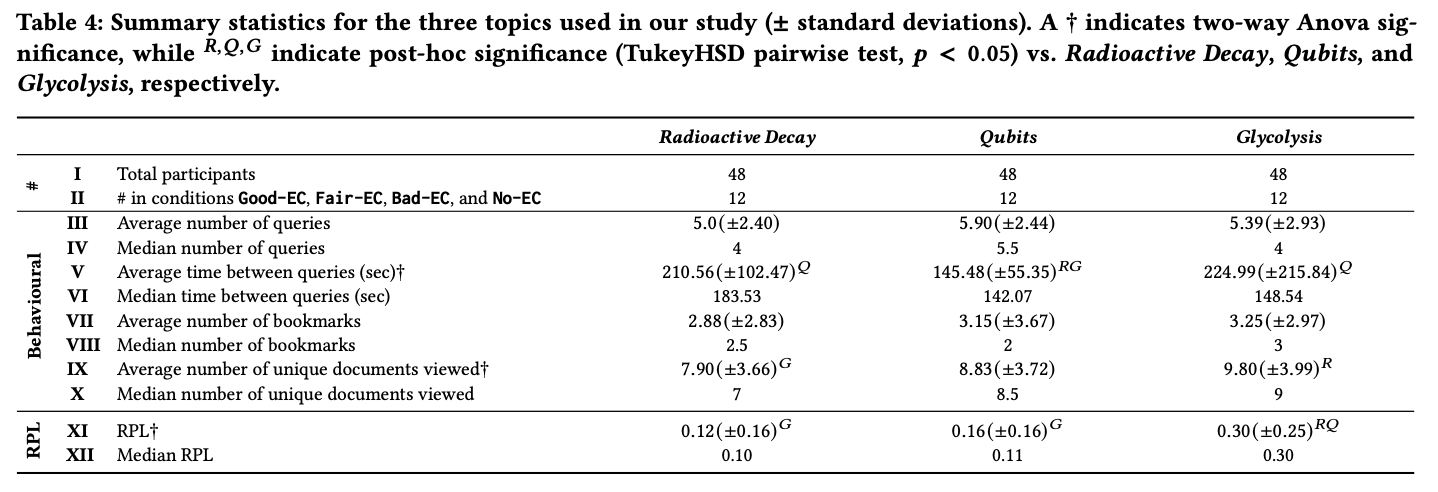 Table 4: Summary statistics for the three topics used in our study (± standard deviations). A † indicates two-way Anova sig-
nificance, while R,Q,G indicate post-hoc significance (TukeyHSD pairwise test, p < 0.05) vs. Radioactive Decay, Qubits, and
Glycolysis, respectively.
Radioactive Decay Qubits Glycolysis
# I Total participants 48 48 48
II # in conditions Good-EC, Fair-EC, Bad-EC, and No-EC 12 12 12
Behavioural
III Average number of queries 5.0(±2.40) 5.90(±2.44) 5.39(±2.93)
IV Median number of queries 4 5.5 4
V Average time between queries (sec)† 210.56(±102.47)Q 145.48(±55.35)RG 224.99(±215.84)Q
VI Median time between queries (sec) 183.53 142.07 148.54
VII Average number of bookmarks 2.88(±2.83) 3.15(±3.67) 3.25(±2.97)
VIII Median number of bookmarks 2.5 2 3
IX Average number of unique documents viewed† 7.90(±3.66)G 8.83(±3.72) 9.80(±3.99)R
X Median number of unique documents viewed 7 8.5 9
RPL
XI RPL† 0.12(±0.16)G 0.16(±0.16)G 0.30(±0.25)RQ
XII Median RPL 0.10 0.11 0.30